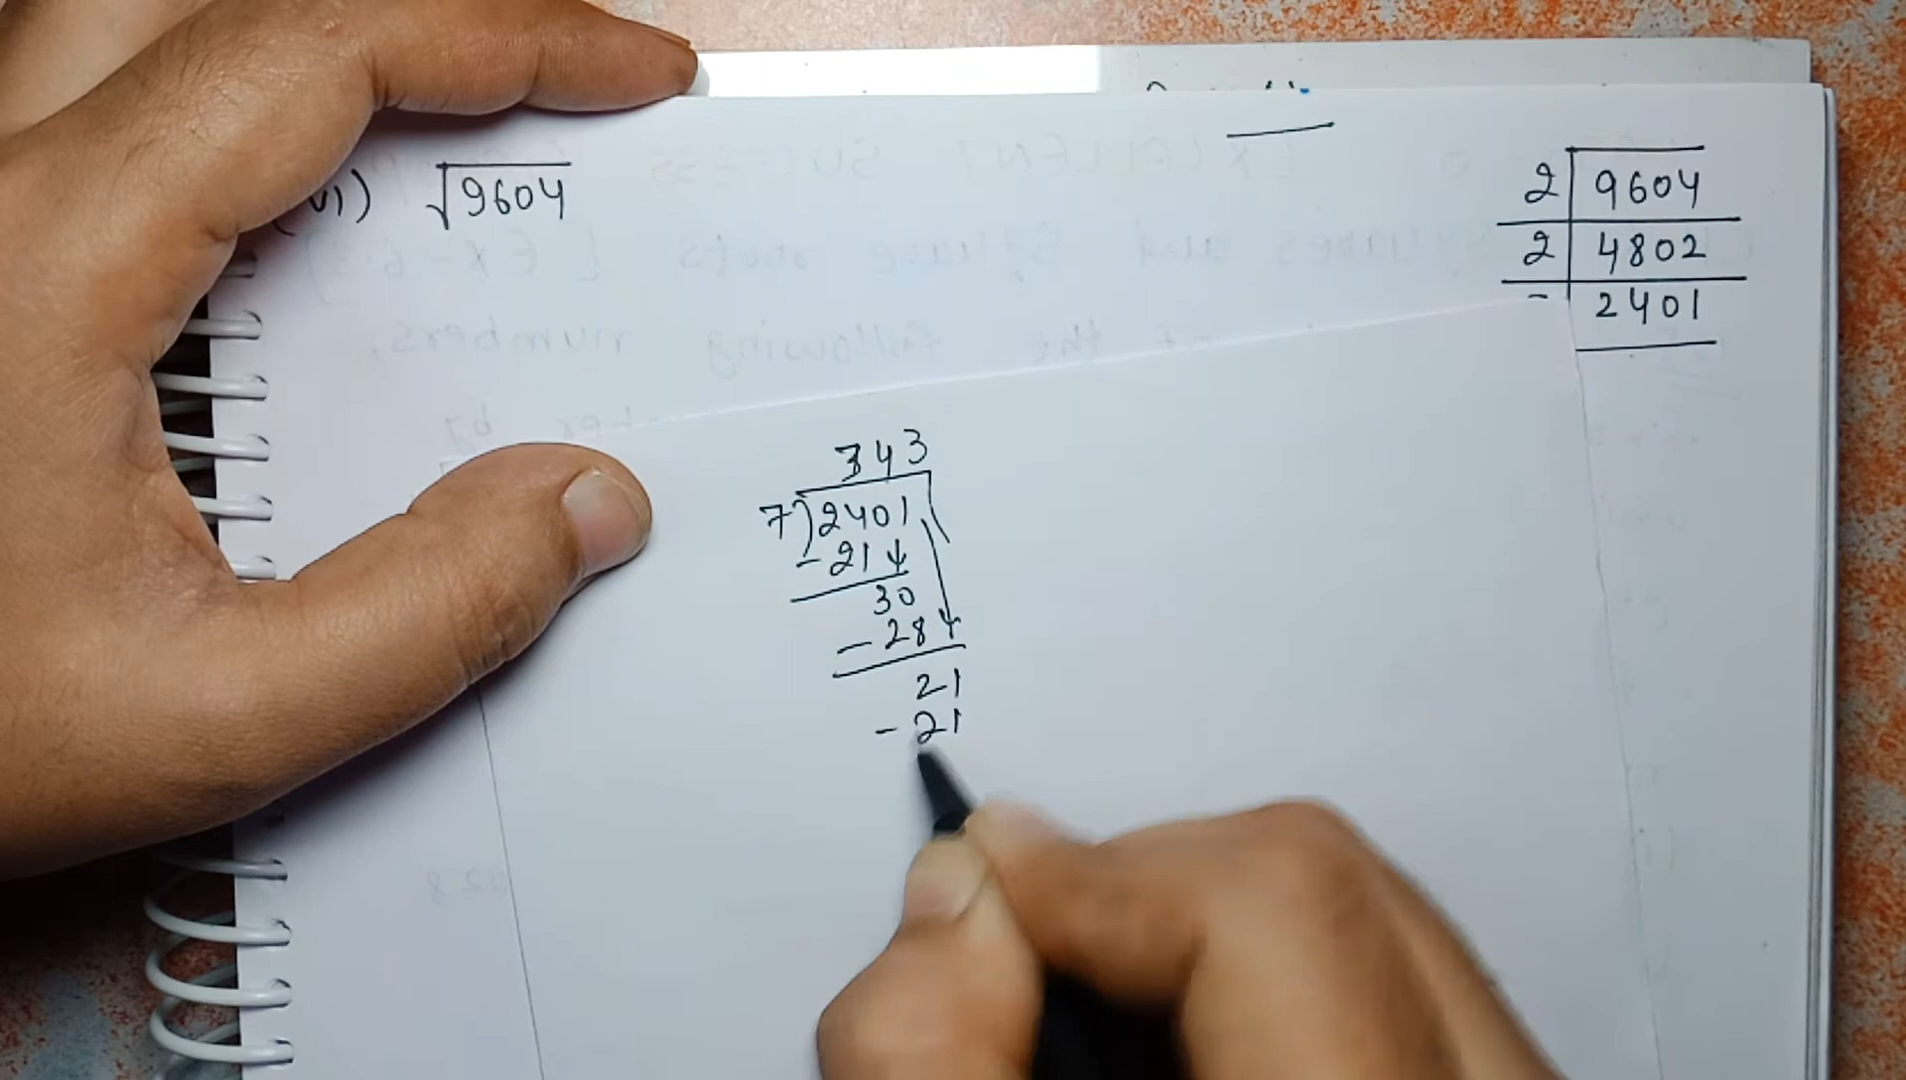 (vi) √9604
2 | 9604
2 | 4802
2401
343
7)2401
-21↓
30
-28↓
21
-21